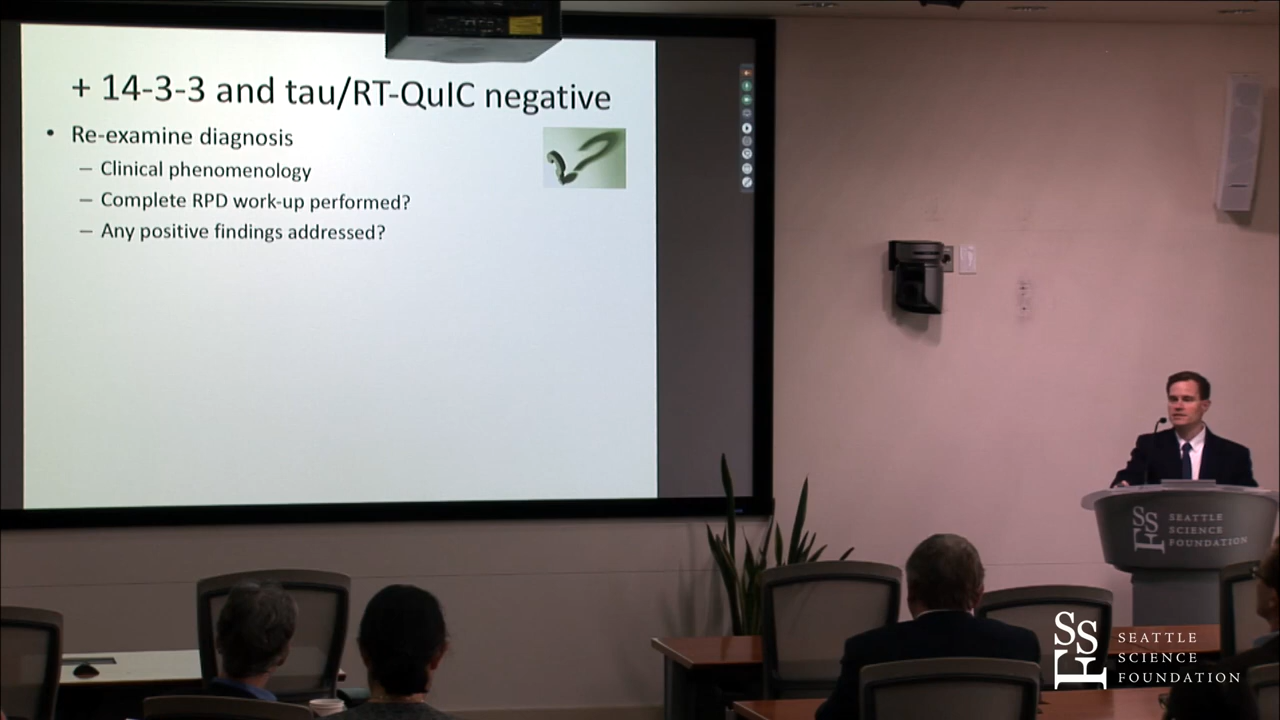 + 14-3-3 and tau/RT-QuIC negative
• Re-examine diagnosis
– Clinical phenomenology
– Complete RPD work-up performed?
– Any positive findings addressed?
SSF
SEATTLE
SCIENCE
FOUNDATION
SSF
SEATTLE
SCIENCE
FOUNDATION